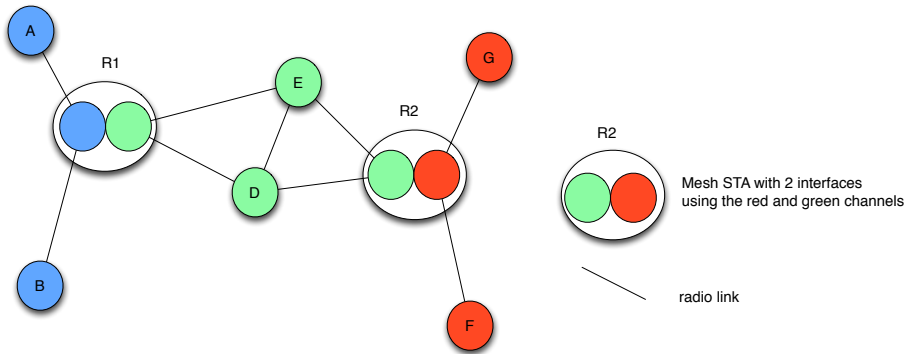 A
R1
E
G
R2
D
B
F
R2
Mesh STA with 2 interfaces
using the red and green channels
radio link